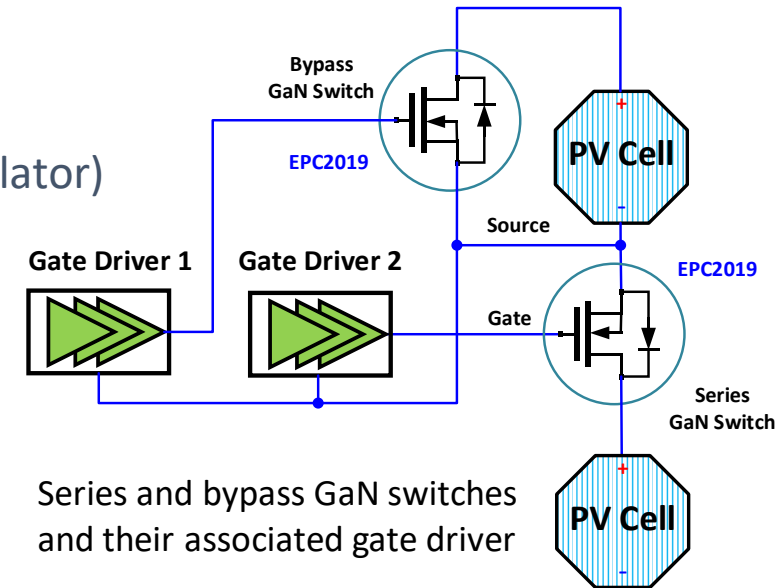 Bypass
GaN Switch
EPC2019
+
PV Cell
-
lator)
Source
Gate Driver 1
Gate Driver 2
EPC2019
Gate
Series
GaN Switch
+
PV Cell
-
Series and bypass GaN switches
and their associated gate driver